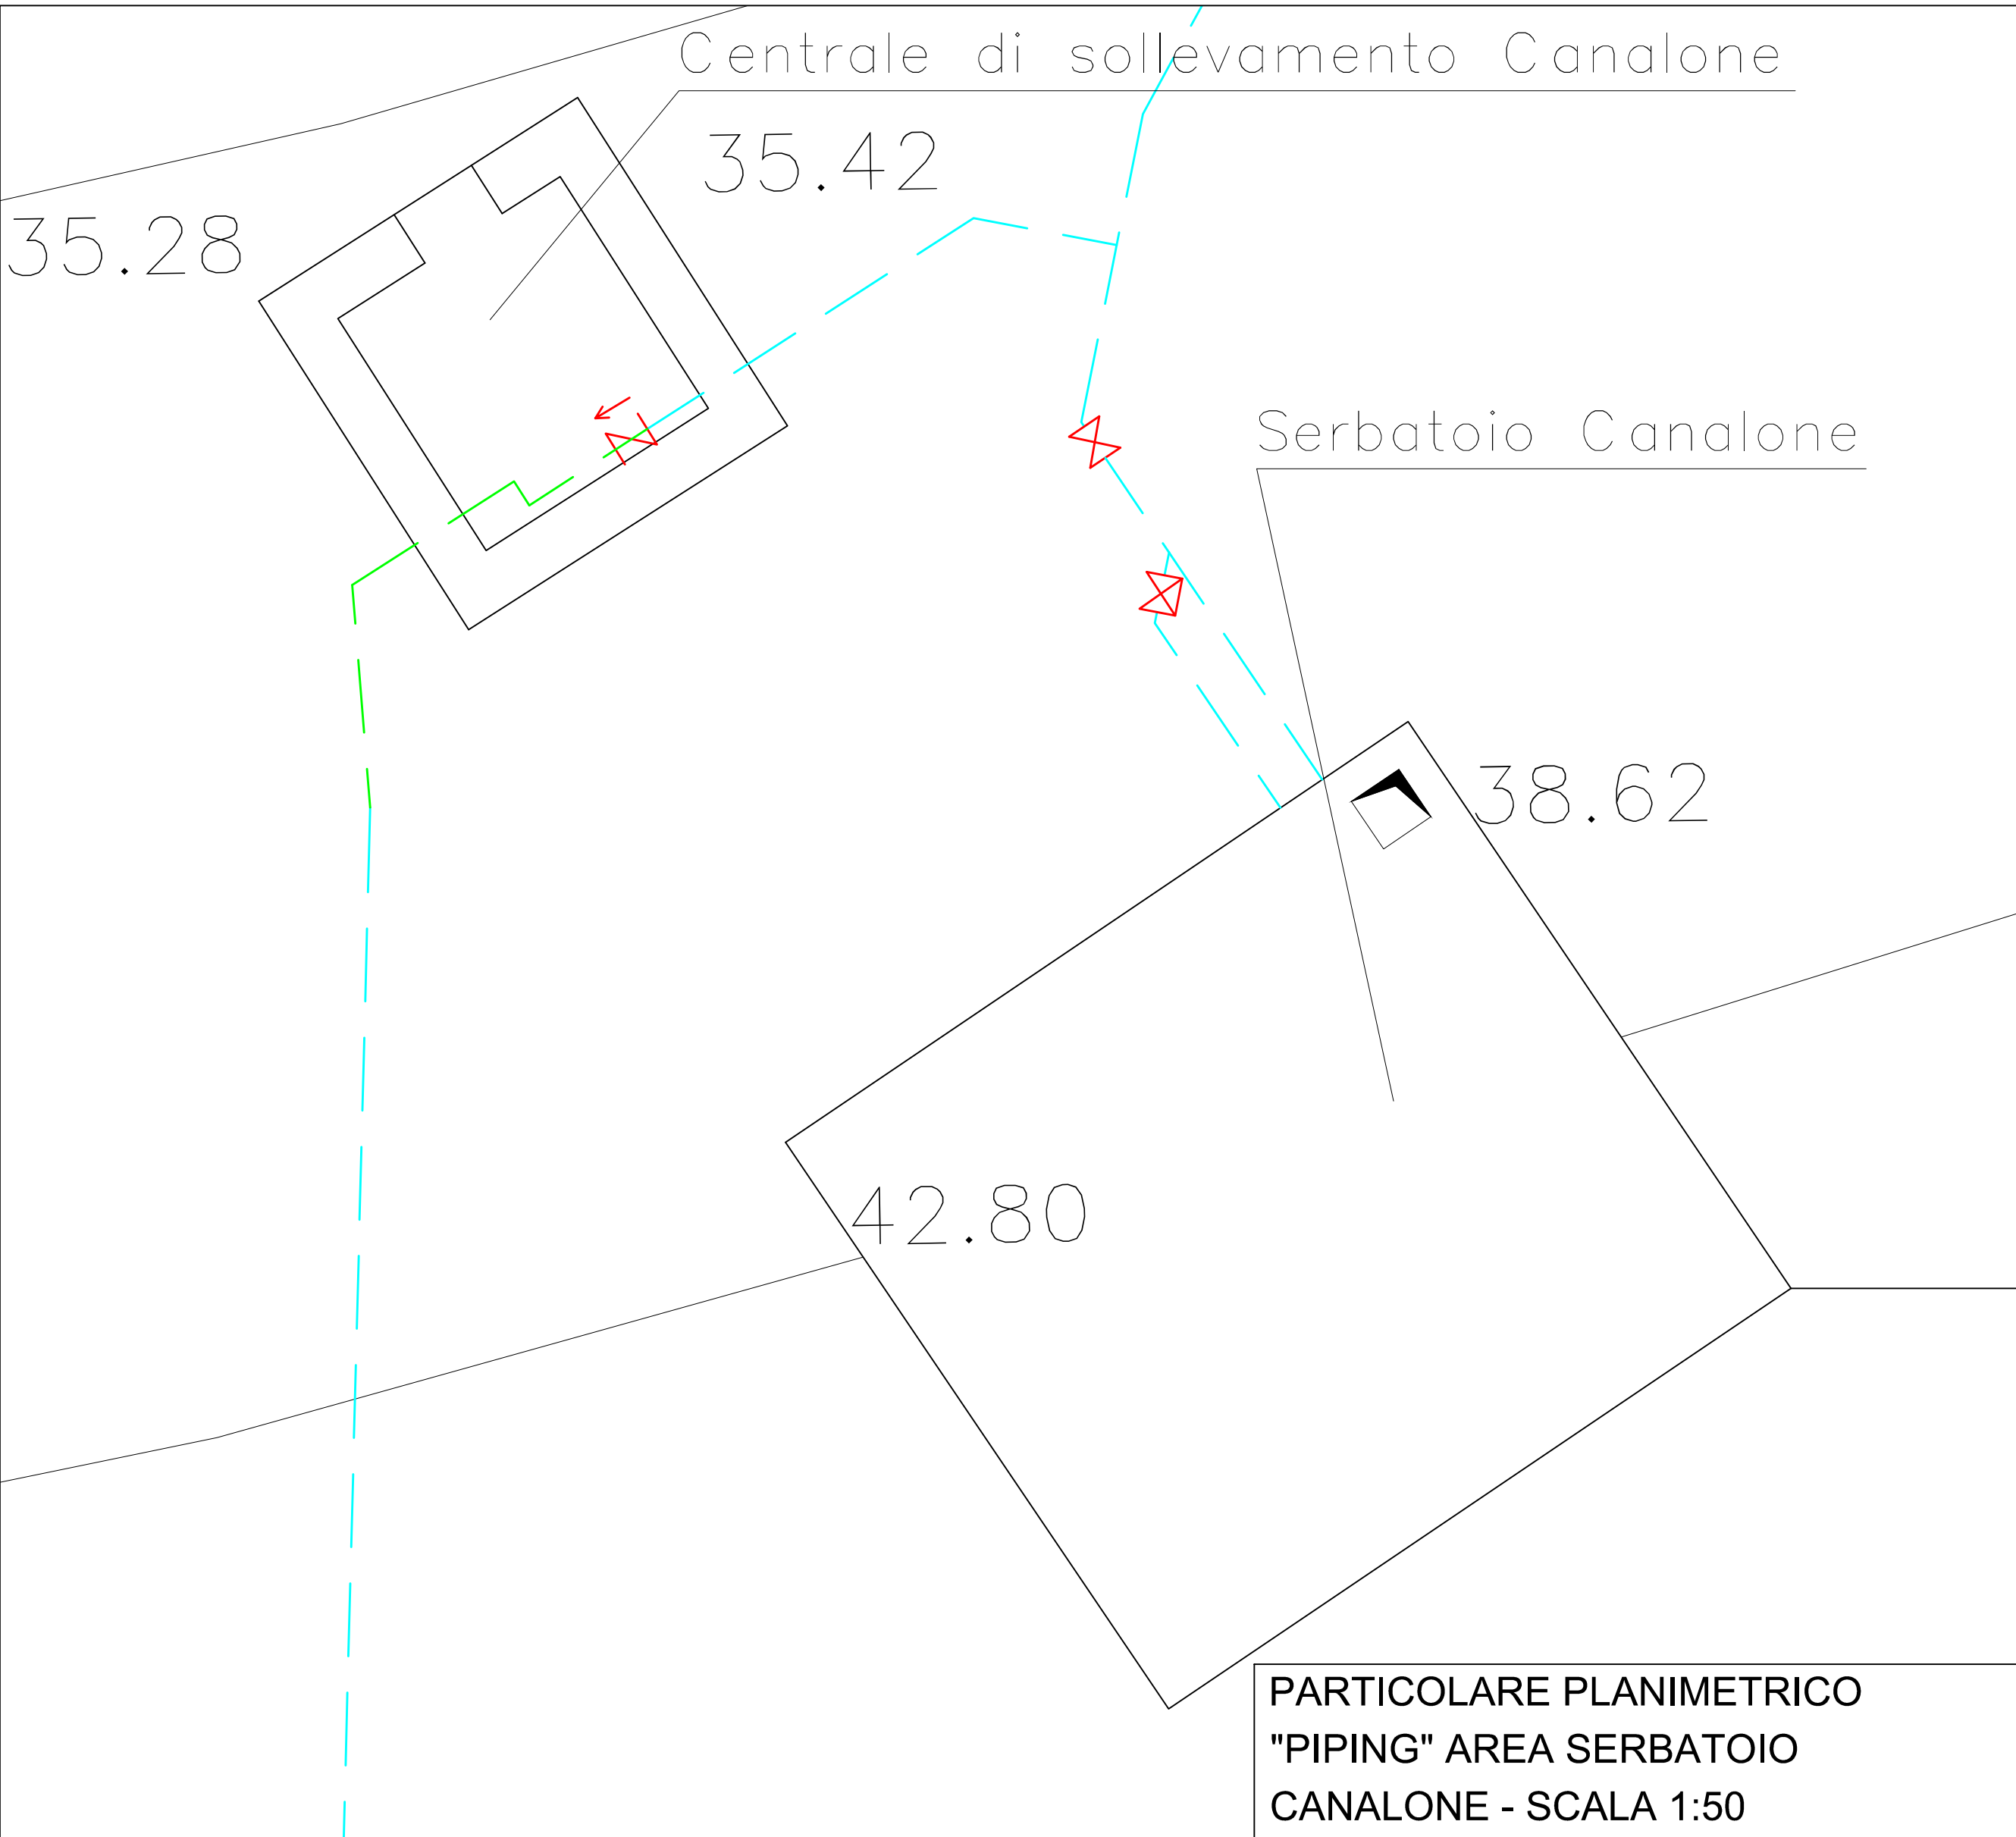 Centrale di sollevamento Canalone
35.42
35.28
Serbatoio Canalone
38.62
42.80
PARTICOLARE PLANIMETRICO
"PIPING" AREA SERBATOIO
CANALONE - SCALA 1:50